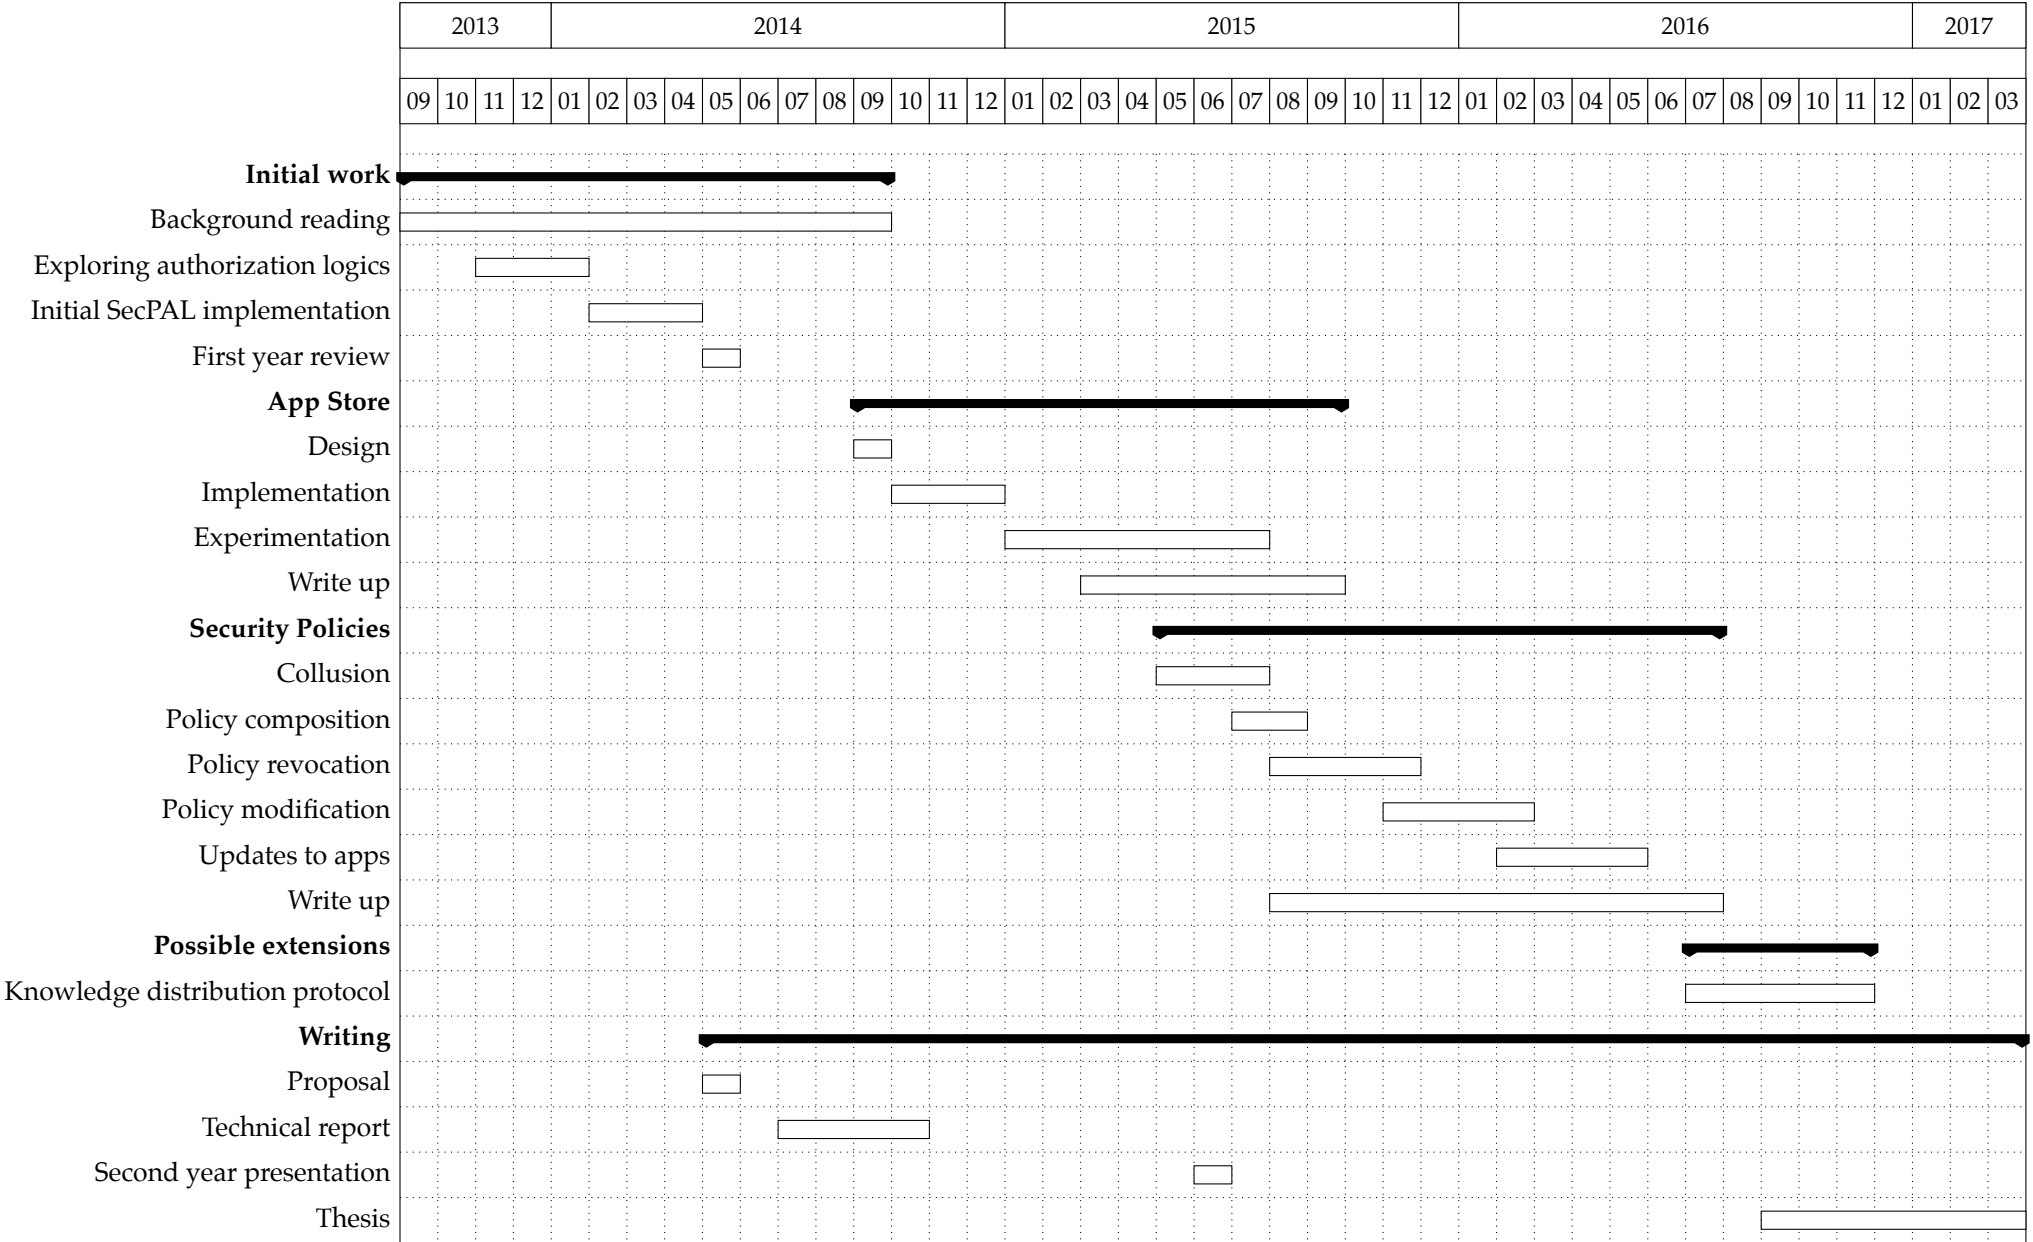 2013 2014 2015 2016 2017
09 10 11 12 01 02 03 04 05 06 07 08 09 10 11 12 01 02 03 04 05 06 07 08 09 10 11 12 01 02 03 04 05 06 07 08 09 10 11 12 01 02 03
Initial work
Background reading
Exploring authorization logics
Initial SecPAL implementation
First year review
App Store
Design
Implementation
Experimentation
Write up
Security Policies
Collusion
Policy composition
Policy revocation
Policy modification
Updates to apps
Write up
Possible extensions
Knowledge distribution protocol
Writing
Proposal
Technical report
Second year presentation
Thesis